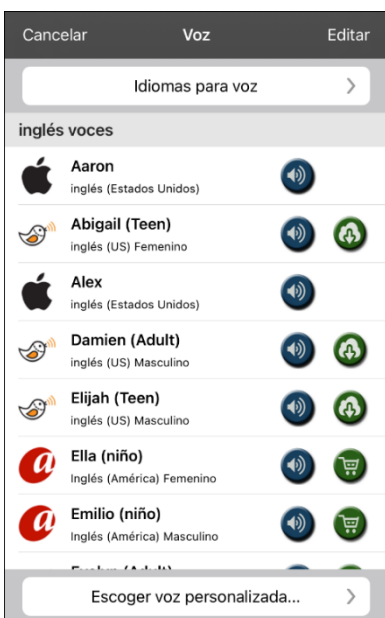 Cancelar Voz Editar
Idiomas para voz
inglés voces
Aaron
inglés (Estados Unidos)
Abigail (Teen)
inglés (US) Femenino
Alex
inglés (Estados Unidos)
Damien (Adult)
inglés (US) Masculino
Elijah (Teen)
inglés (US) Masculino
Ella (niño)
Inglés (América) Femenino
Emilio (niño)
Inglés (América) Masculino
Escoger voz personalizada...